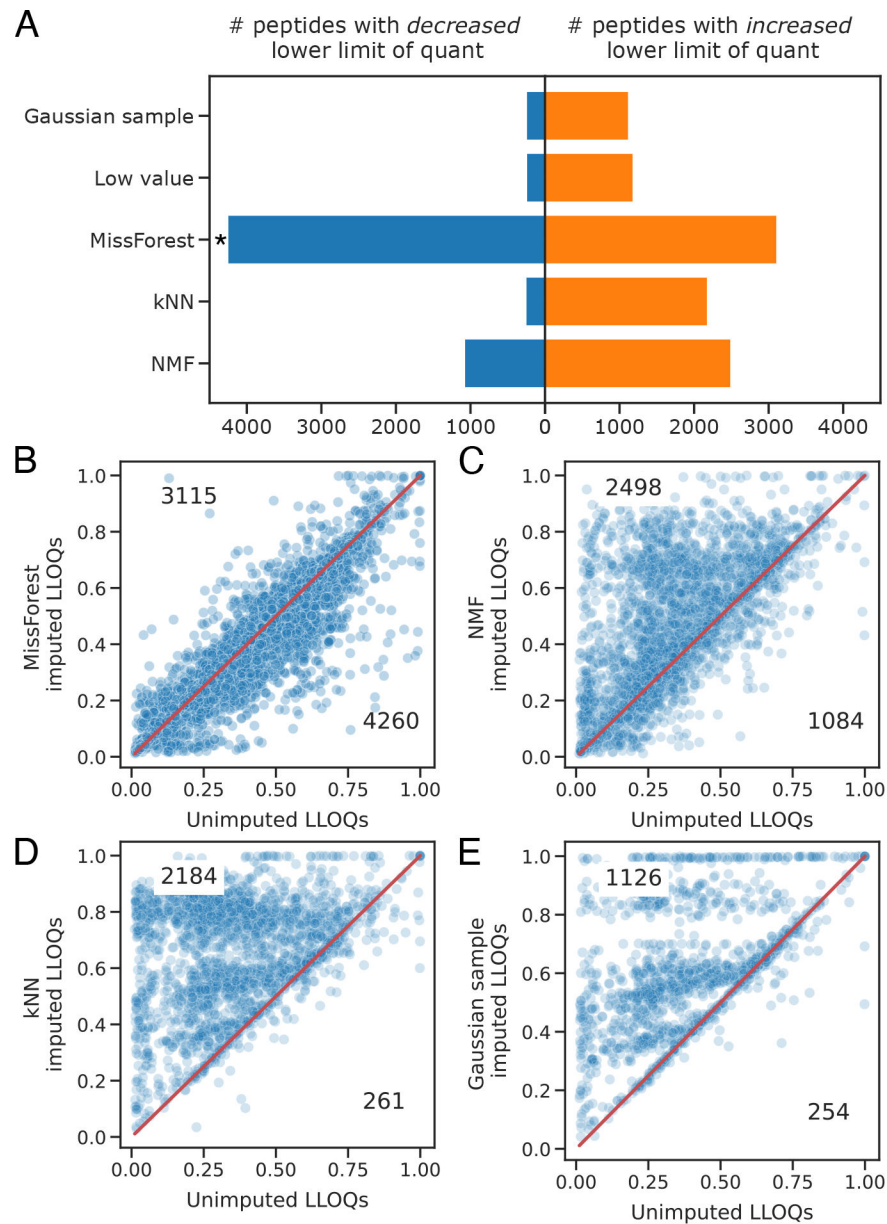 A
# peptides with decreased
lower limit of quant
# peptides with increased
lower limit of quant
Gaussian sample
Low value
MissForest
*
kNN
NMF
4000 3000 2000 1000 0 1000 2000 3000 4000
B
1.0
0.8
0.6
0.4
0.2
0.0
MissForest
imputed LLOQs
3115
4260
0.00 0.25 0.50 0.75 1.00
Unimputed LLOQs
C
1.0
0.8
0.6
0.4
0.2
0.0
NMF
imputed LLOQs
2498
1084
0.00 0.25 0.50 0.75 1.00
Unimputed LLOQs
D
1.0
0.8
0.6
0.4
0.2
0.0
kNN
imputed LLOQs
2184
261
0.00 0.25 0.50 0.75 1.00
Unimputed LLOQs
E
1.0
0.8
0.6
0.4
0.2
0.0
Gaussian sample
imputed LLOQs
1126
254
0.00 0.25 0.50 0.75 1.00
Unimputed LLOQs